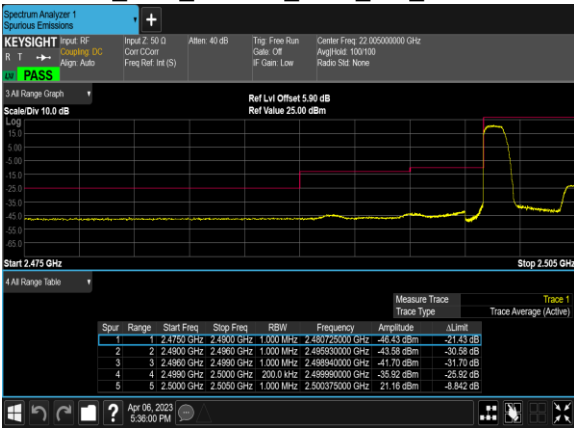 Spectrum Analyzer 1
Spurious Emissions
KEYSIGHT Input: RF Input Z: 50 Ω Atten: 40 dB Trig: Free Run Center Freq: 22.005000000 GHz
R T Coupling: DC Corr CCorr Gate: Off Avg|Hold: 100/100
Align: Auto Freq Ref: Int (S) IF Gain: Low Radio Std: None
PASS
3 All Range Graph
Ref Lvl Offset 5.90 dB
Scale/Div 10.0 dB Ref Value 25.00 dBm
Log
15.0
5.00
-5.00
-15.0
-25.0
-35.0
-45.0
-55.0
-65.0
Start 2.475 GHz Stop 2.505 GHz
4 All Range Table
Measure Trace Trace 1
Trace Type Trace Average (Active)
Spur Range Start Freq Stop Freq RBW Frequency Amplitude ΔLimit
1 1 2.4750 GHz 2.4900 GHz 1.000 MHz 2.480725000 GHz -46.43 dBm -21.43 dB
2 2 2.4900 GHz 2.4960 GHz 1.000 MHz 2.495930000 GHz -43.58 dBm -30.58 dB
3 3 2.4960 GHz 2.4990 GHz 1.000 MHz 2.498940000 GHz -41.70 dBm -31.70 dB
4 4 2.4990 GHz 2.5000 GHz 200.0 kHz 2.499990000 GHz -35.92 dBm -25.92 dB
5 5 2.5000 GHz 2.5050 GHz 1.000 MHz 2.500375000 GHz 21.16 dBm -8.842 dB
Apr 06, 2023
5:36:00 PM